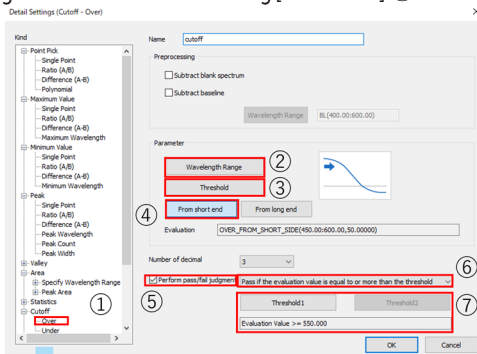 Detail Settings (Cutoff - Over)
Kind
Point Pick
Single Point
Ratio (A/B)
Difference (A-B)
Polynomial
Maximum Value
Single Point
Ratio (A/B)
Difference (A-B)
Maximum Wavelength
Minimum Value
Single Point
Ratio (A/B)
Difference (A-B)
Minimum Wavelength
Peak
Single Point
Ratio (A/B)
Difference (A-B)
Peak Wavelength
Peak Count
Peak Width
Valley
Area
Specify Wavelength Range
Peak Area
Statistics
Cutoff
①
Over
Under
Name cutoff
Preprocessing
Subtract blank spectrum
Subtract baseline
Wavelength Range BL(400.00:600.00)
Parameter
Wavelength Range ②
Threshold ③
④ From short end From long end
Evaluation OVER_FROM_SHORT_SIDE(450.00:600.00,50.00000)
Number of decimal 3
⑥
Perform pass/fail judgment Pass if the evaluation value is equal to or more than the threshold
⑤
Threshold1 Threshold2 ⑦
Evaluation Value >= 550.000
OK Cancel